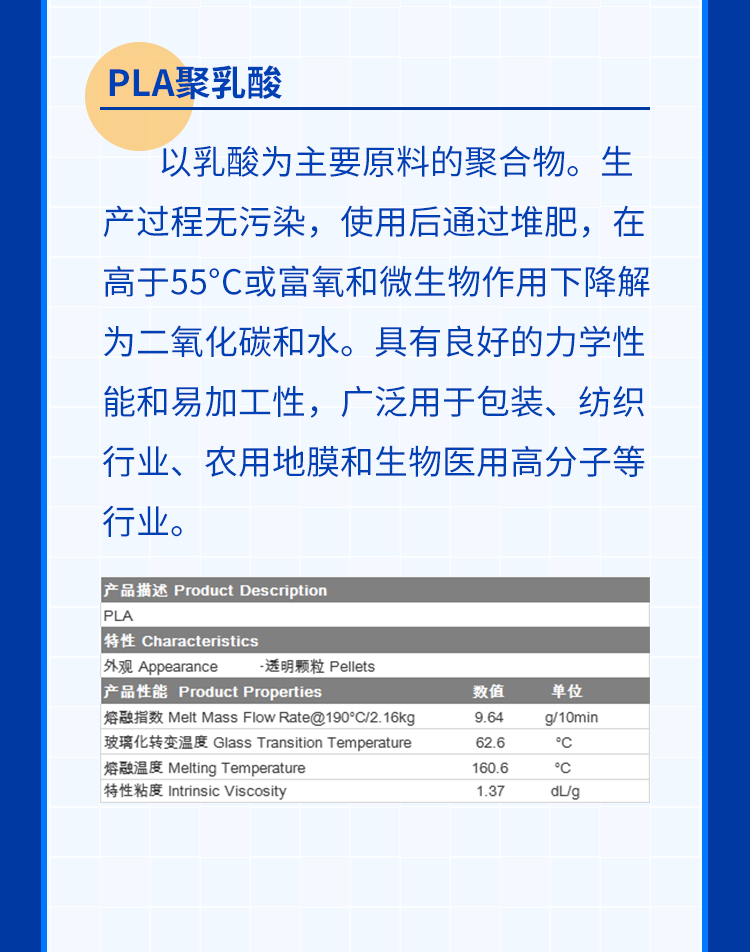 PLA聚乳酸
以乳酸为主要原料的聚合物。生
产过程无污染，使用后通过堆肥，在
高于55℃或富氧和微生物作用下降解
为二氧化碳和水。具有良好的力学性
能和易加工性，广泛用于包装、纺织
行业、农用地膜和生物医用高分子等
行业。
产品描述 Product Description
PLA
特性 Characteristics
外观 Appearance -透明颗粒 Pellets
产品性能 Product Properties 数值 单位
熔融指数 Melt Mass Flow Rate@190°C/2.16kg 9.64 g/10min
玻璃化转变温度 Glass Transition Temperature 62.6 °C
熔融温度 Melting Temperature 160.6 °C
特性粘度 Intrinsic Viscosity 1.37 dL/g